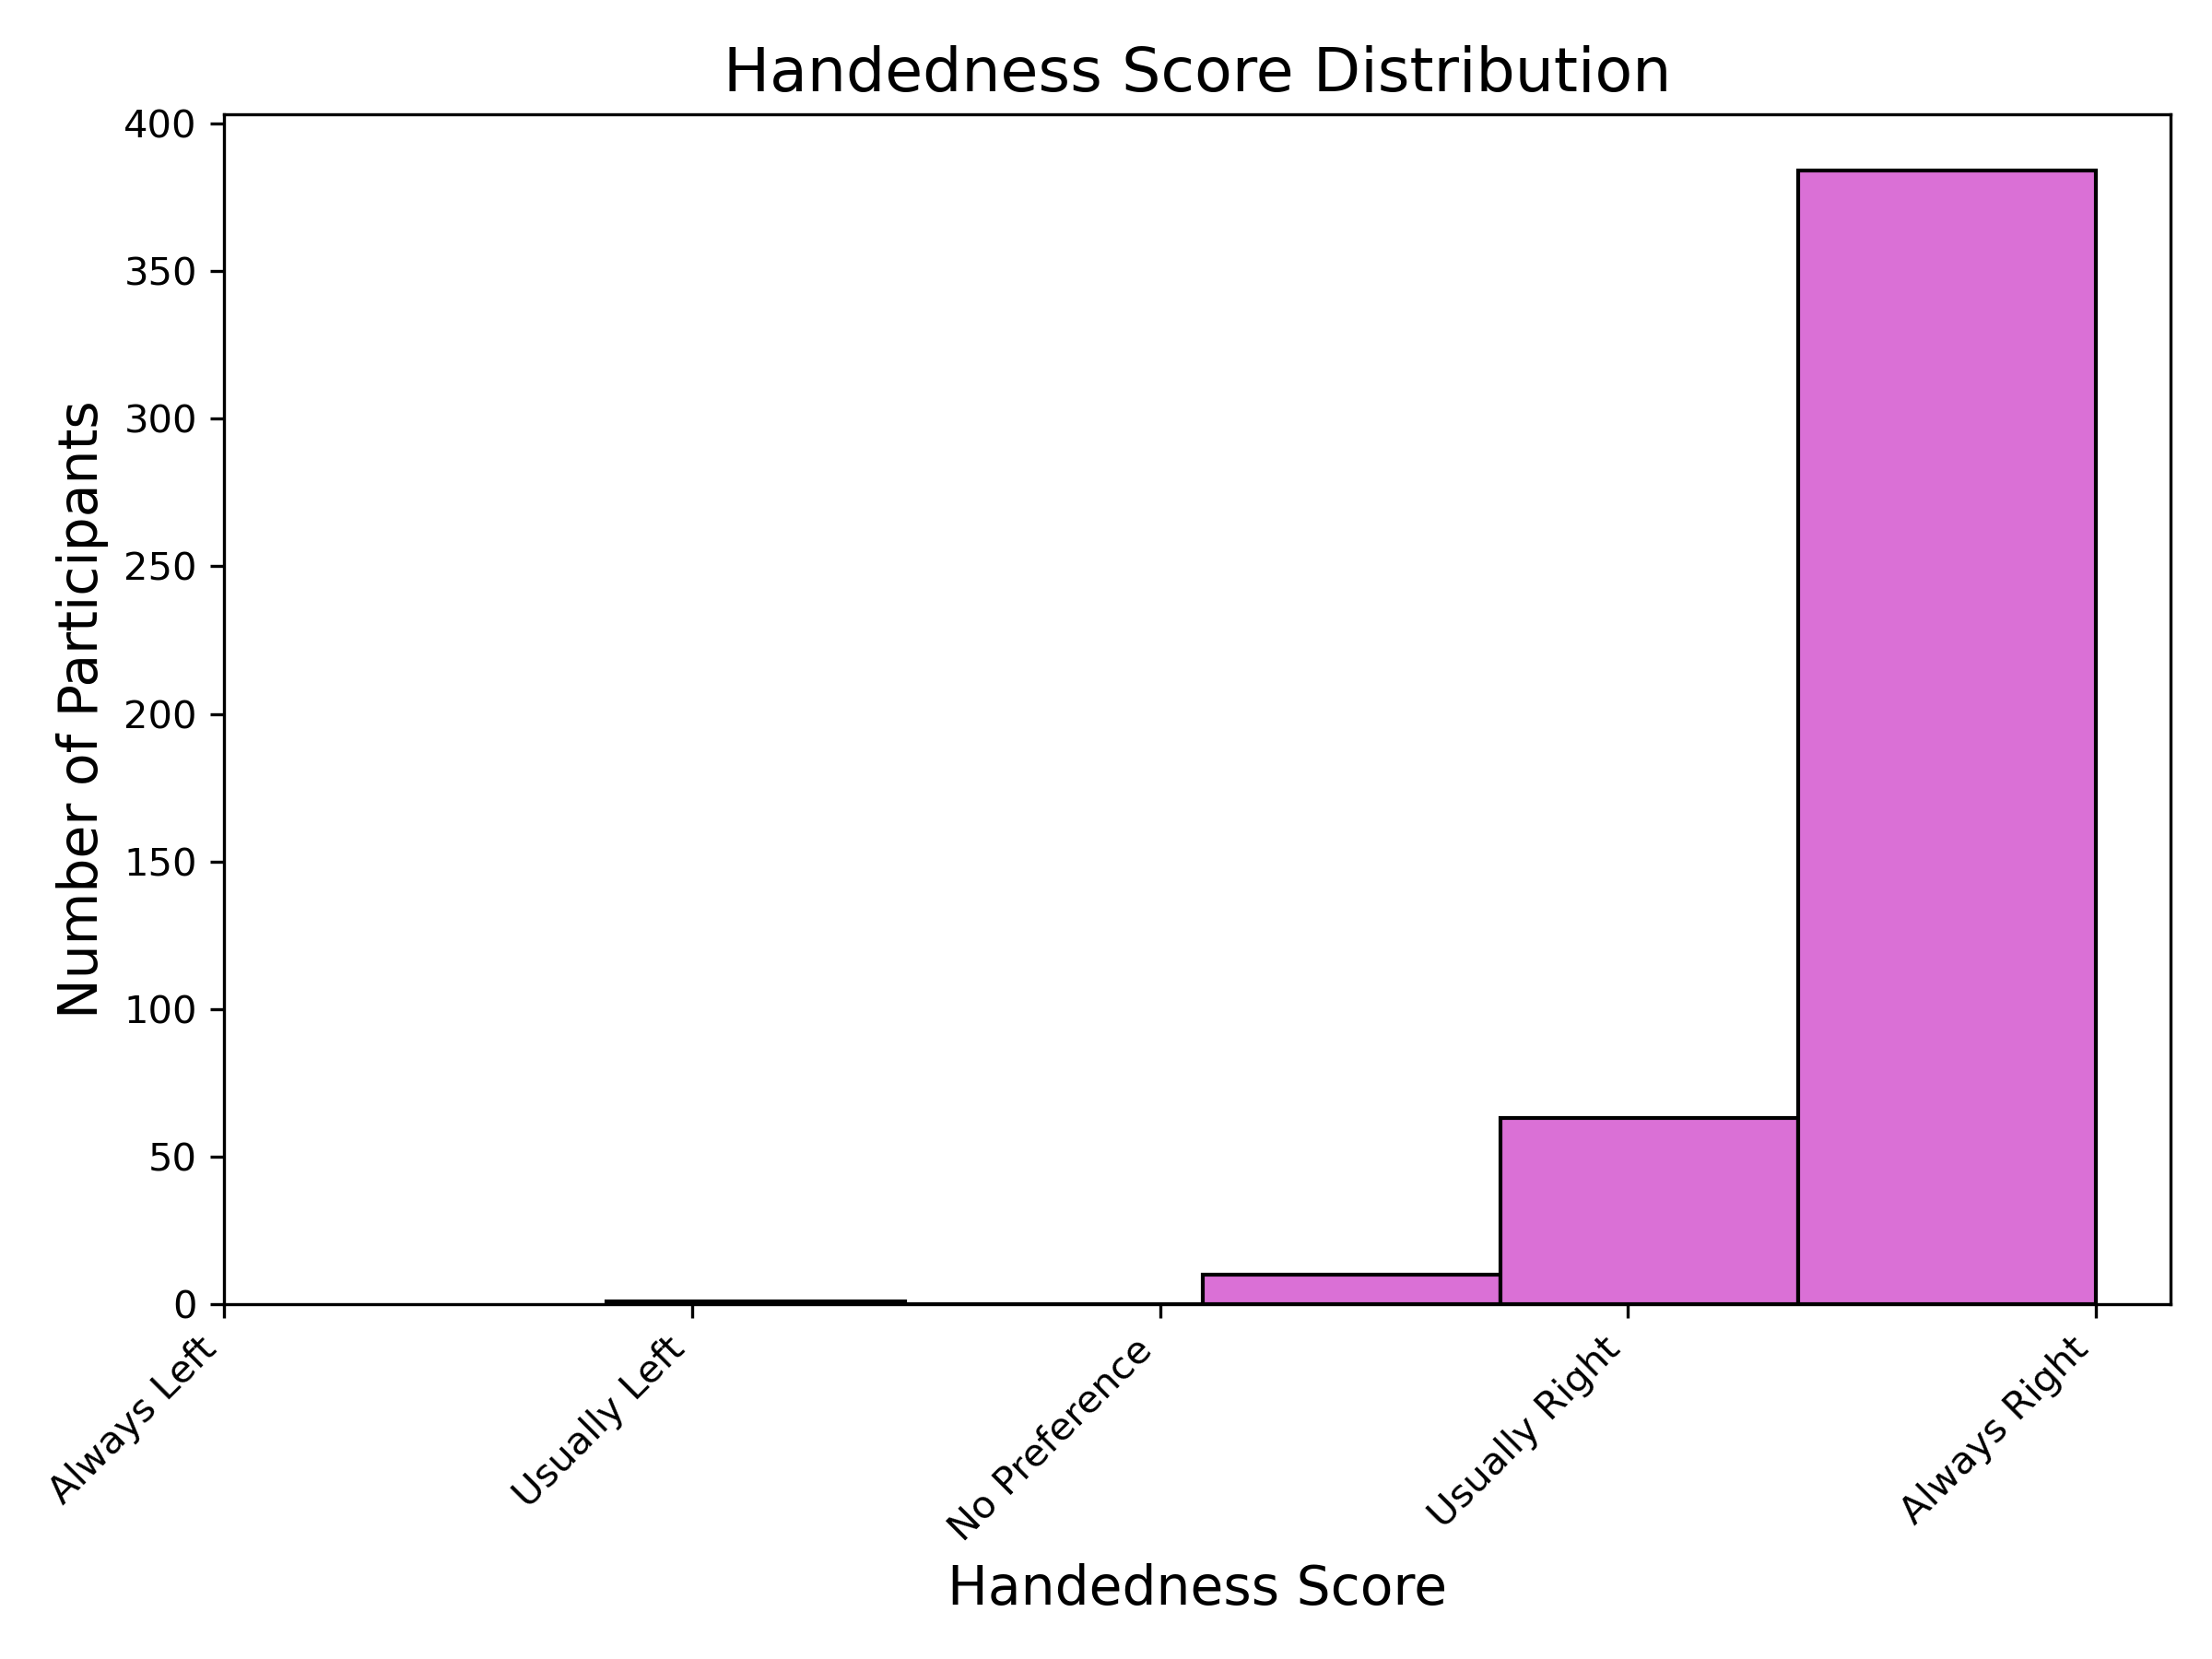 Handedness Score Distribution
Number of Participants
400
350
300
250
200
150
100
50
0
Always Left
Usually Left
No Preference
Usually Right
Always Right
Handedness Score